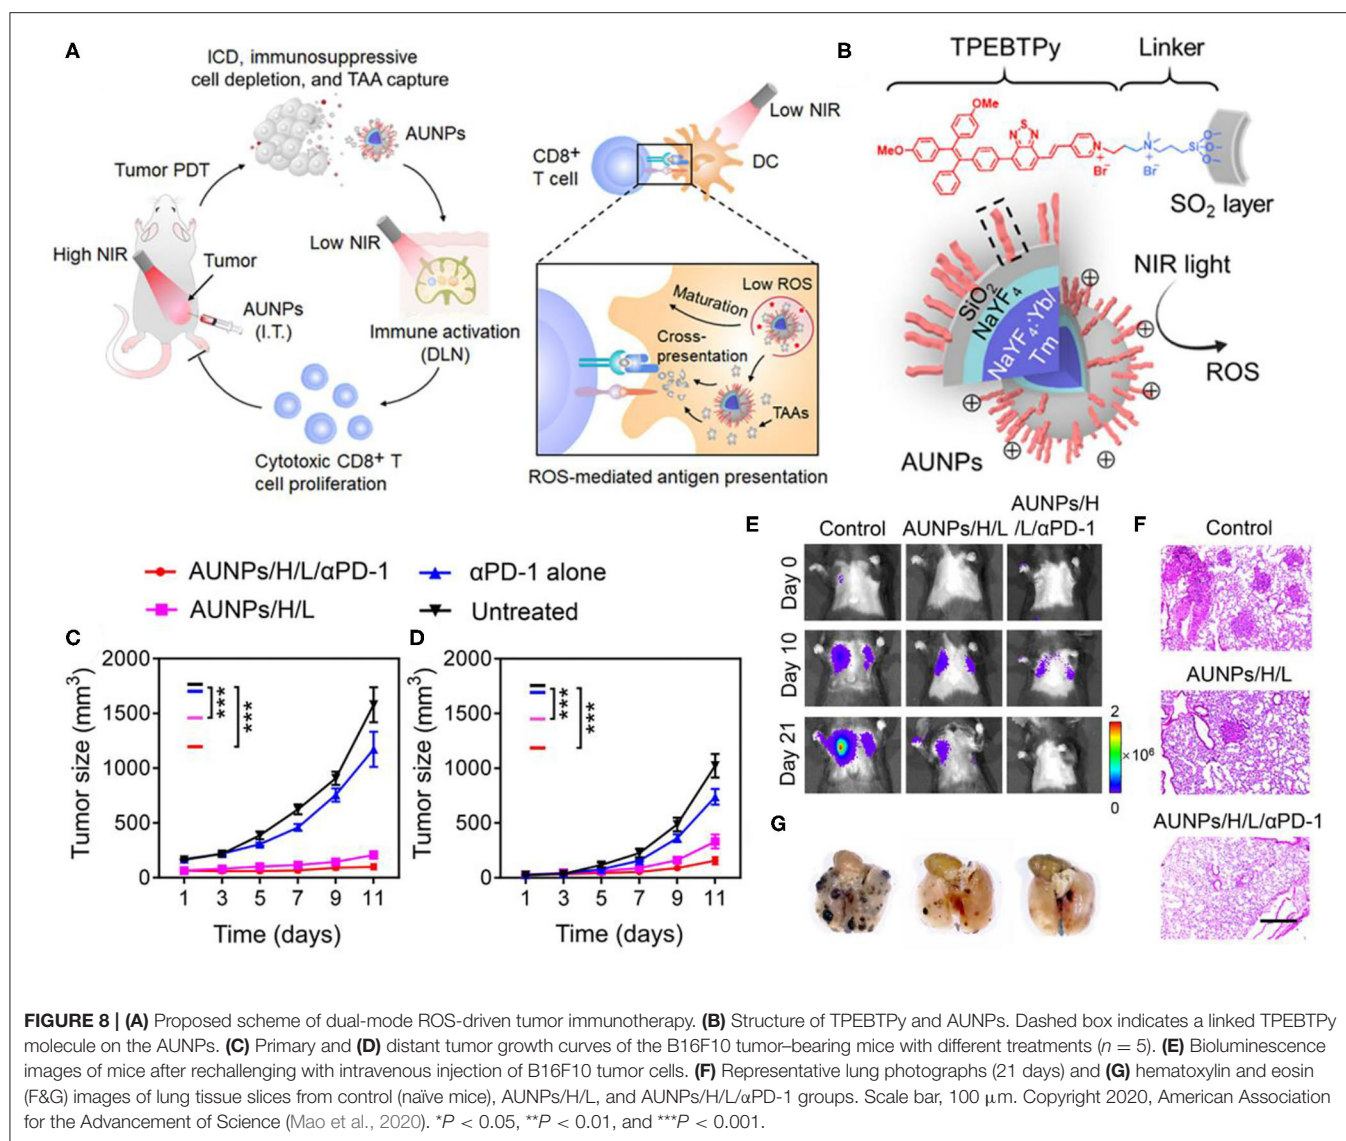 A
ICD, immunosuppressive
cell depletion, and TAA capture
AUNPs
Tumor PDT
High NIR
Tumor
AUNPs
(I.T.)
Low NIR
Immune activation
(DLN)
Cytotoxic CD8+ T
cell proliferation
Low NIR
CD8+
T cell
DC
Low ROS
Maturation
Cross-
presentation
TAAs
ROS-mediated antigen presentation
B
TPEBTPy
Linker
OMe
MeO
S
N
N
N
+
Br−
N
+
Br−
Si
O
O
O
SO2 layer
SiO2
NaYF4
NaYF4:Yb/
Tm
NIR light
ROS
AUNPs
AUNPs/H/L/αPD-1
αPD-1 alone
AUNPs/H/L
Untreated
C
Tumor size (mm3)
2000
1500
1000
500
0
***
***
1 3 5 7 9 11
Time (days)
D
Tumor size (mm3)
2000
1500
1000
500
0
***
***
1 3 5 7 9 11
Time (days)
E
Control
AUNPs/H/L
AUNPs/H
/L/αPD-1
Day 0
Day 10
Day 21
2
×106
0
F
Control
AUNPs/H/L
AUNPs/H/L/αPD-1
G
FIGURE 8 | (A) Proposed scheme of dual-mode ROS-driven tumor immunotherapy. (B) Structure of TPEBTPy and AUNPs. Dashed box indicates a linked TPEBTPy
molecule on the AUNPs. (C) Primary and (D) distant tumor growth curves of the B16F10 tumor–bearing mice with different treatments (n = 5). (E) Bioluminescence
images of mice after rechallenging with intravenous injection of B16F10 tumor cells. (F) Representative lung photographs (21 days) and (G) hematoxylin and eosin
(F&G) images of lung tissue slices from control (naïve mice), AUNPs/H/L, and AUNPs/H/L/αPD-1 groups. Scale bar, 100 μm. Copyright 2020, American Association
for the Advancement of Science (Mao et al., 2020). *P < 0.05, **P < 0.01, and ***P < 0.001.